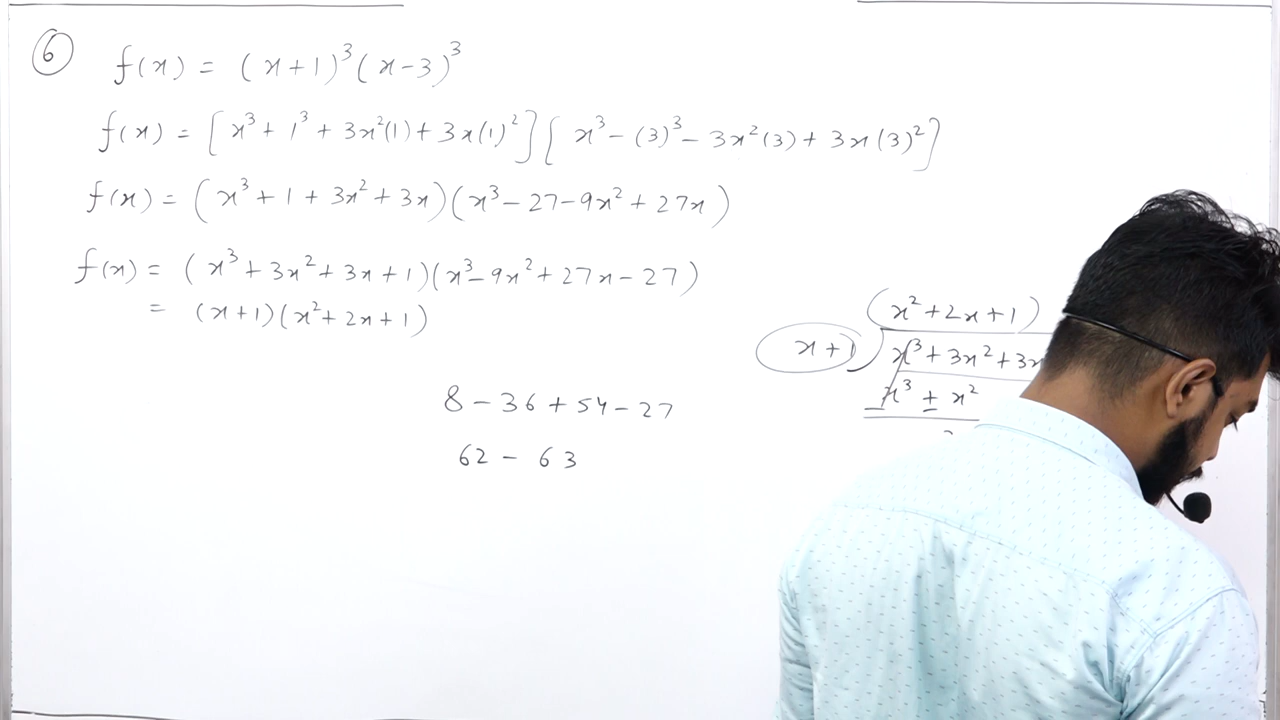 6 f(x) = (x+1)³(x-3)³
f(x) = [x³ + 1³ + 3x²(1) + 3x(1)²][x³ - (3)³ - 3x²(3) + 3x(3)²]
f(x) = (x³ + 1 + 3x² + 3x)(x³ - 27 - 9x² + 27x)
f(x) = (x³ + 3x² + 3x + 1)(x³ - 9x² + 27x - 27)
= (x+1)(x² + 2x + 1)
8 - 36 + 54 - 27
62 - 63
(x² + 2x + 1)
x+1 ) x³ + 3x² + 3x
x³ + x²